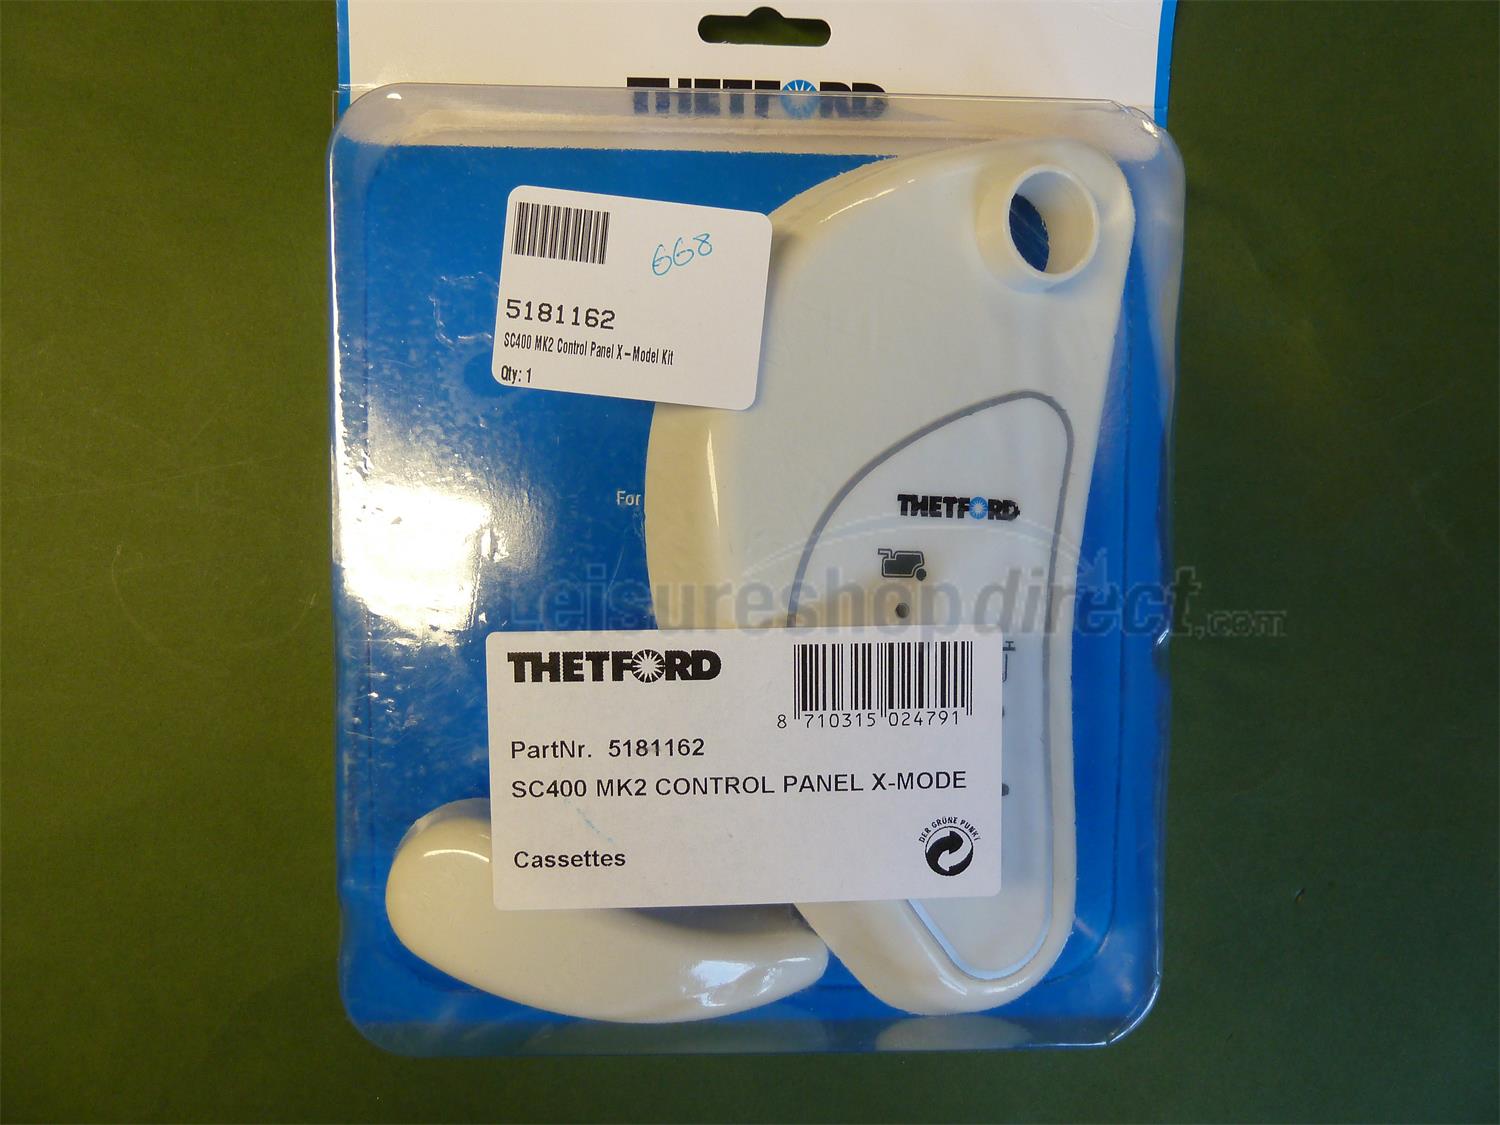 THETFORD
668
5181162
SC400 MK2 Control Panel X-Model Kit
Qty: 1
For
THETFORD
Leisureshopdirect.com
THETFORD
8 710315 024791
PartNr. 5181162
SC400 MK2 CONTROL PANEL X-MODE
DER GRÜNE PUNKT
Cassettes